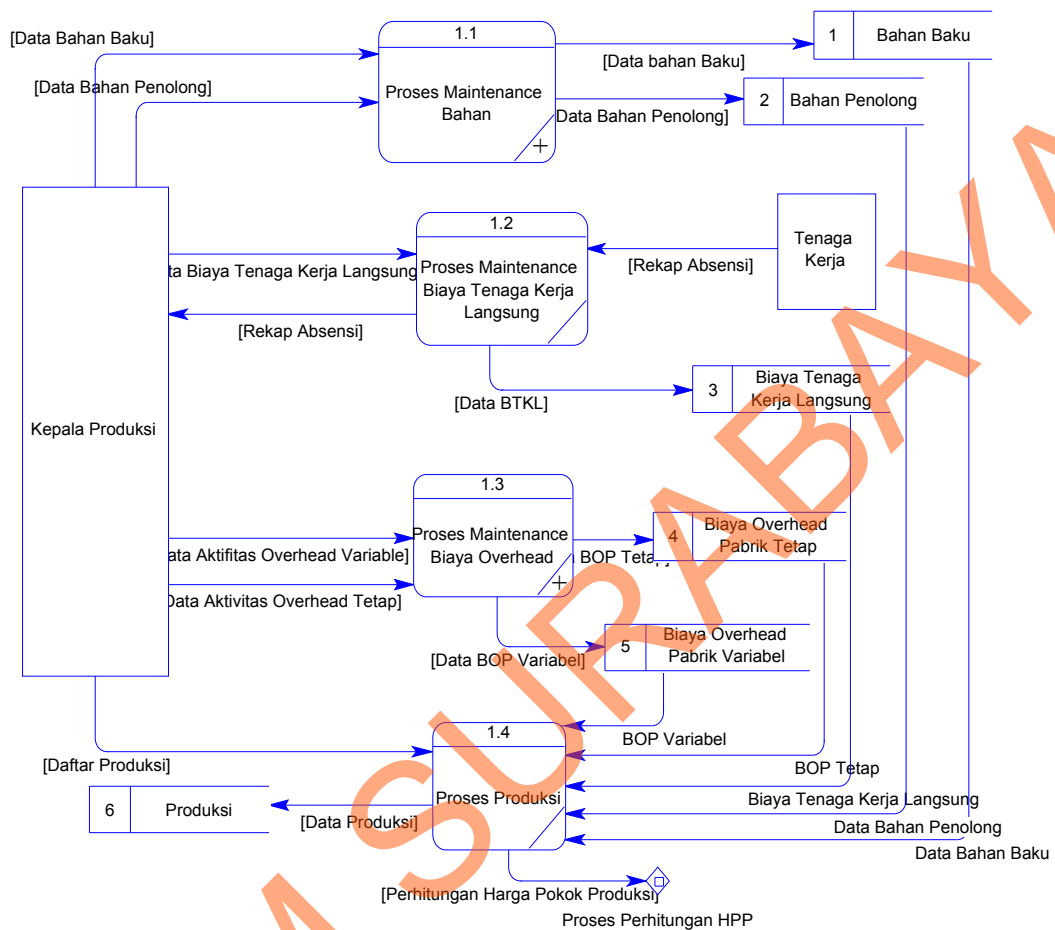 [Data Bahan Baku]
[Data Bahan Penolong]
1.1
Proses Maintenance
Bahan
+
[Data bahan Baku]
1
Bahan Baku
Data Bahan Penolong]
2
Bahan Penolong
1.2
Proses Maintenance
Biaya Tenaga Kerja
Langsung
Tenaga
Kerja
[Rekap Absensi]
ta Biaya Tenaga Kerja Langsung
[Rekap Absensi]
[Data BTKL]
3
Biaya Tenaga
Kerja Langsung
Kepala Produksi
1.3
Proses Maintenance
Biaya Overhead
+
ata Aktifitas Overhead Variable]
Data Aktivitas Overhead Tetap]
BOP Tetap]
4
Biaya Overhead
Pabrik Tetap
[Data BOP Variabel]
5
Biaya Overhead
Pabrik Variabel
1.4
Proses Produksi
[Daftar Produksi]
BOP Variabel
BOP Tetap
Biaya Tenaga Kerja Langsung
Data Bahan Penolong
Data Bahan Baku
6
Produksi
[Data Produksi]
[Perhitungan Harga Pokok Produksi]
Proses Perhitungan HPP
M SURABAYA